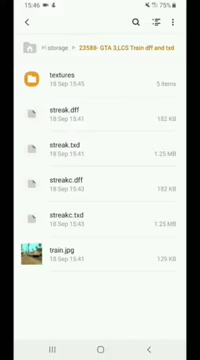 15:46
75%
storage
23588- GTA 3,LCS Train dff and txd
textures
18 Sep 15:45
5 items
streak.dff
18 Sep 15:41
182 KB
streak.txd
18 Sep 15:41
1.25 MB
streakc.dff
18 Sep 15:43
182 KB
streakc.txd
18 Sep 15:43
1.25 MB
train.jpg
18 Sep 15:41
129 KB